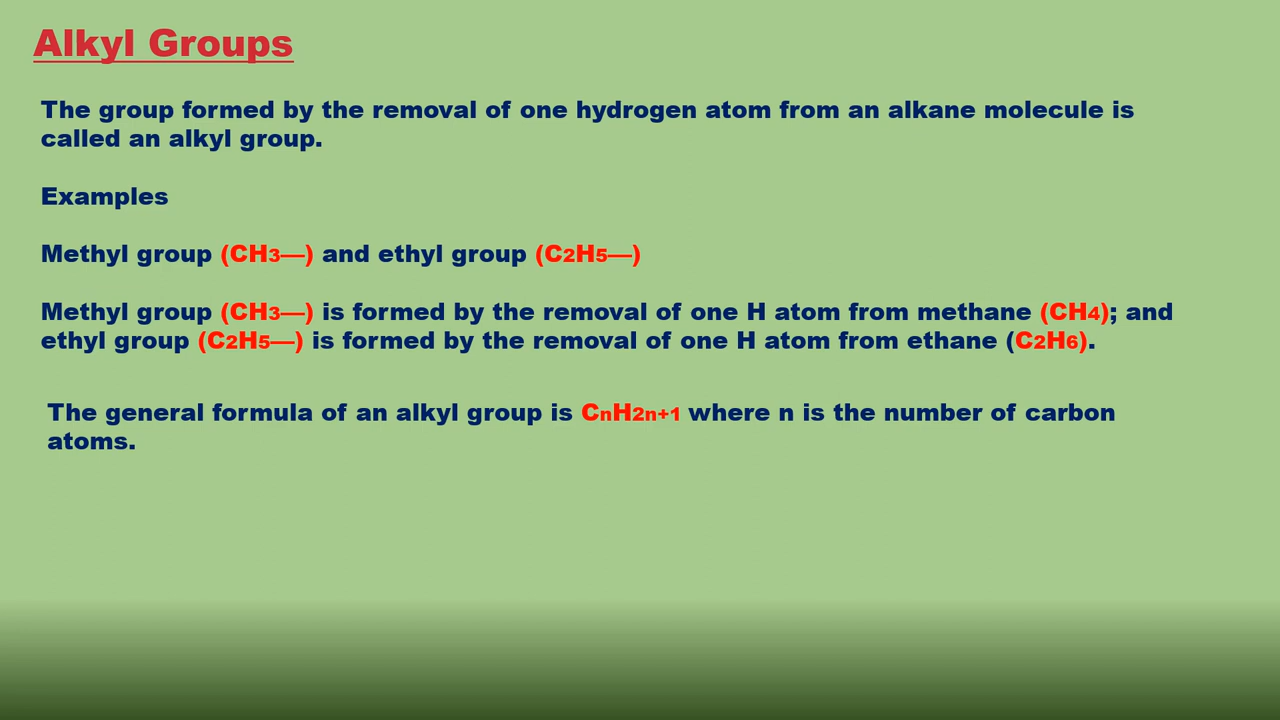 Alkyl Groups
The group formed by the removal of one hydrogen atom from an alkane molecule is
called an alkyl group.
Examples
Methyl group (CH3—) and ethyl group (C2H5—)
Methyl group (CH3—) is formed by the removal of one H atom from methane (CH4); and
ethyl group (C2H5—) is formed by the removal of one H atom from ethane (C2H6).
The general formula of an alkyl group is CnH2n+1 where n is the number of carbon
atoms.